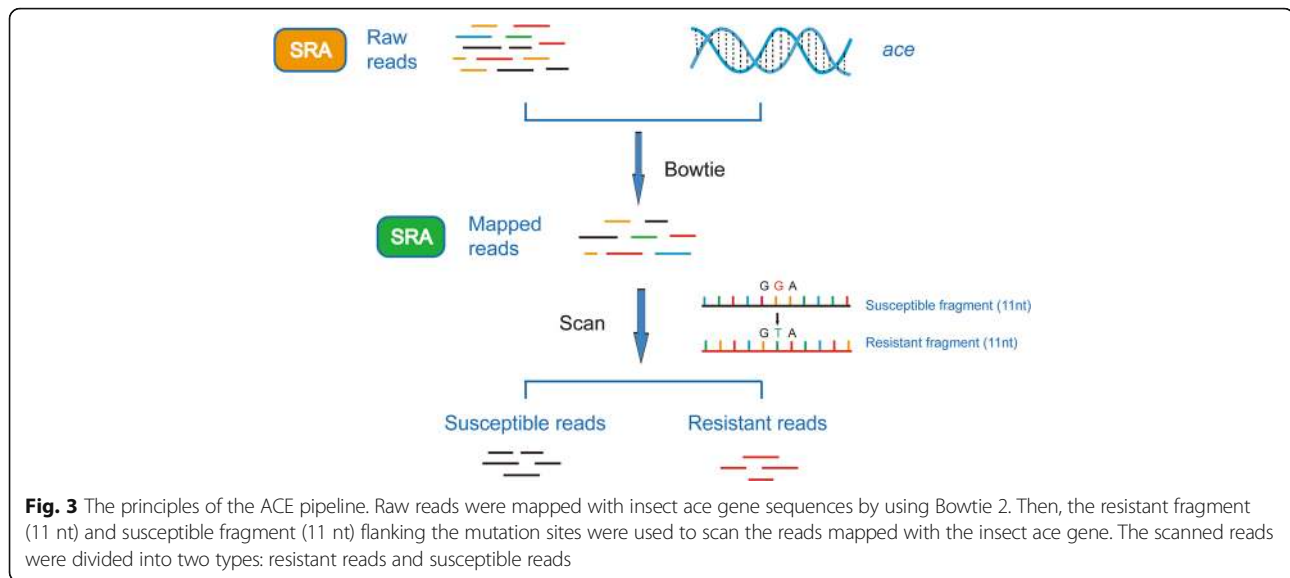 SRA
Raw
reads
ace
Bowtie
SRA
Mapped
reads
Scan
G G A
Susceptible fragment (11nt)
G T A
Resistant fragment (11nt)
Susceptible reads
Resistant reads
Fig. 3 The principles of the ACE pipeline. Raw reads were mapped with insect ace gene sequences by using Bowtie 2. Then, the resistant fragment
(11 nt) and susceptible fragment (11 nt) flanking the mutation sites were used to scan the reads mapped with the insect ace gene. The scanned reads
were divided into two types: resistant reads and susceptible reads